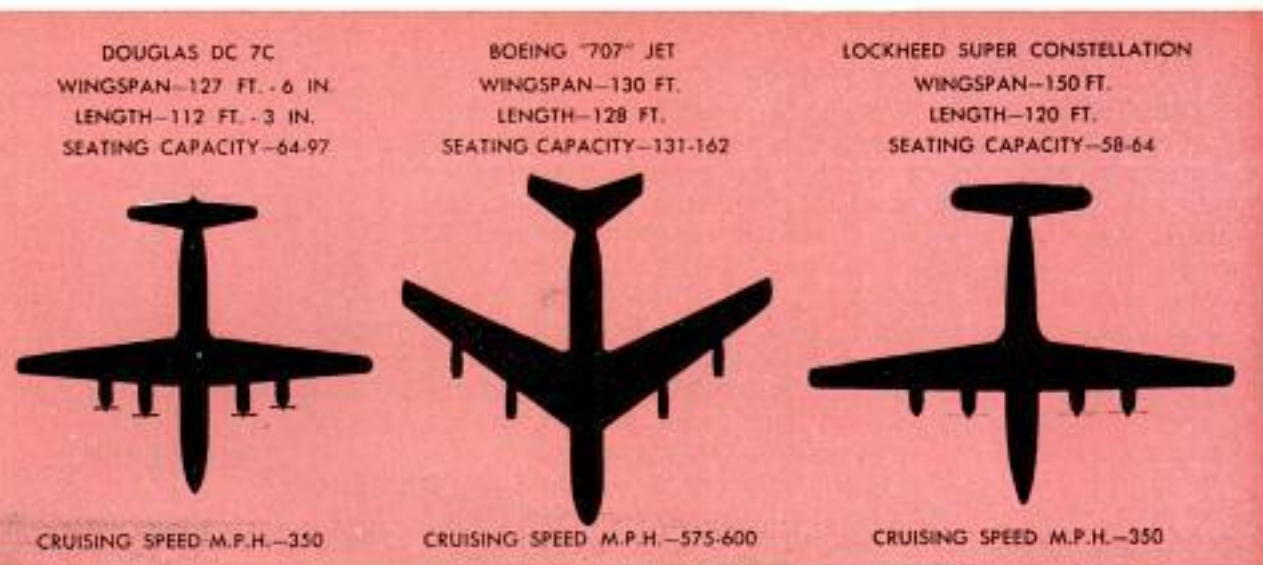 DOUGLAS DC 7C
WINGSPAN—127 FT. - 6 IN.
LENGTH—112 FT. - 3 IN.
SEATING CAPACITY—64-97
CRUISING SPEED M.P.H.—350
BOEING "707" JET
WINGSPAN—130 FT.
LENGTH—128 FT.
SEATING CAPACITY—131-162
CRUISING SPEED M.P.H.—575-600
LOCKHEED SUPER CONSTELLATION
WINGSPAN—150 FT.
LENGTH—120 FT.
SEATING CAPACITY—58-64
CRUISING SPEED M.P.H.—350